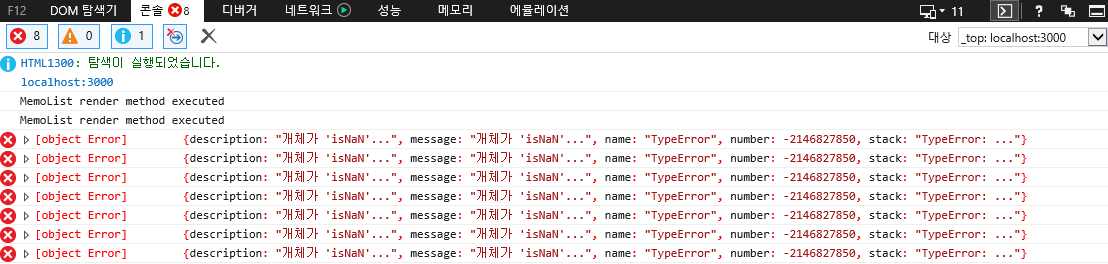 F12 DOM 탐색기 콘솔 8 디버거 네트워크 성능 메모리 에뮬레이션 11 ?
8 0 1 대상 _top: localhost:3000
HTML1300: 탐색이 실행되었습니다.
localhost:3000
MemoList render method executed
MemoList render method executed
[object Error] {description: "개체가 'isNaN'...", message: "개체가 'isNaN'...", name: "TypeError", number: -2146827850, stack: "TypeError: ..."}
[object Error] {description: "개체가 'isNaN'...", message: "개체가 'isNaN'...", name: "TypeError", number: -2146827850, stack: "TypeError: ..."}
[object Error] {description: "개체가 'isNaN'...", message: "개체가 'isNaN'...", name: "TypeError", number: -2146827850, stack: "TypeError: ..."}
[object Error] {description: "개체가 'isNaN'...", message: "개체가 'isNaN'...", name: "TypeError", number: -2146827850, stack: "TypeError: ..."}
[object Error] {description: "개체가 'isNaN'...", message: "개체가 'isNaN'...", name: "TypeError", number: -2146827850, stack: "TypeError: ..."}
[object Error] {description: "개체가 'isNaN'...", message: "개체가 'isNaN'...", name: "TypeError", number: -2146827850, stack: "TypeError: ..."}
[object Error] {description: "개체가 'isNaN'...", message: "개체가 'isNaN'...", name: "TypeError", number: -2146827850, stack: "TypeError: ..."}